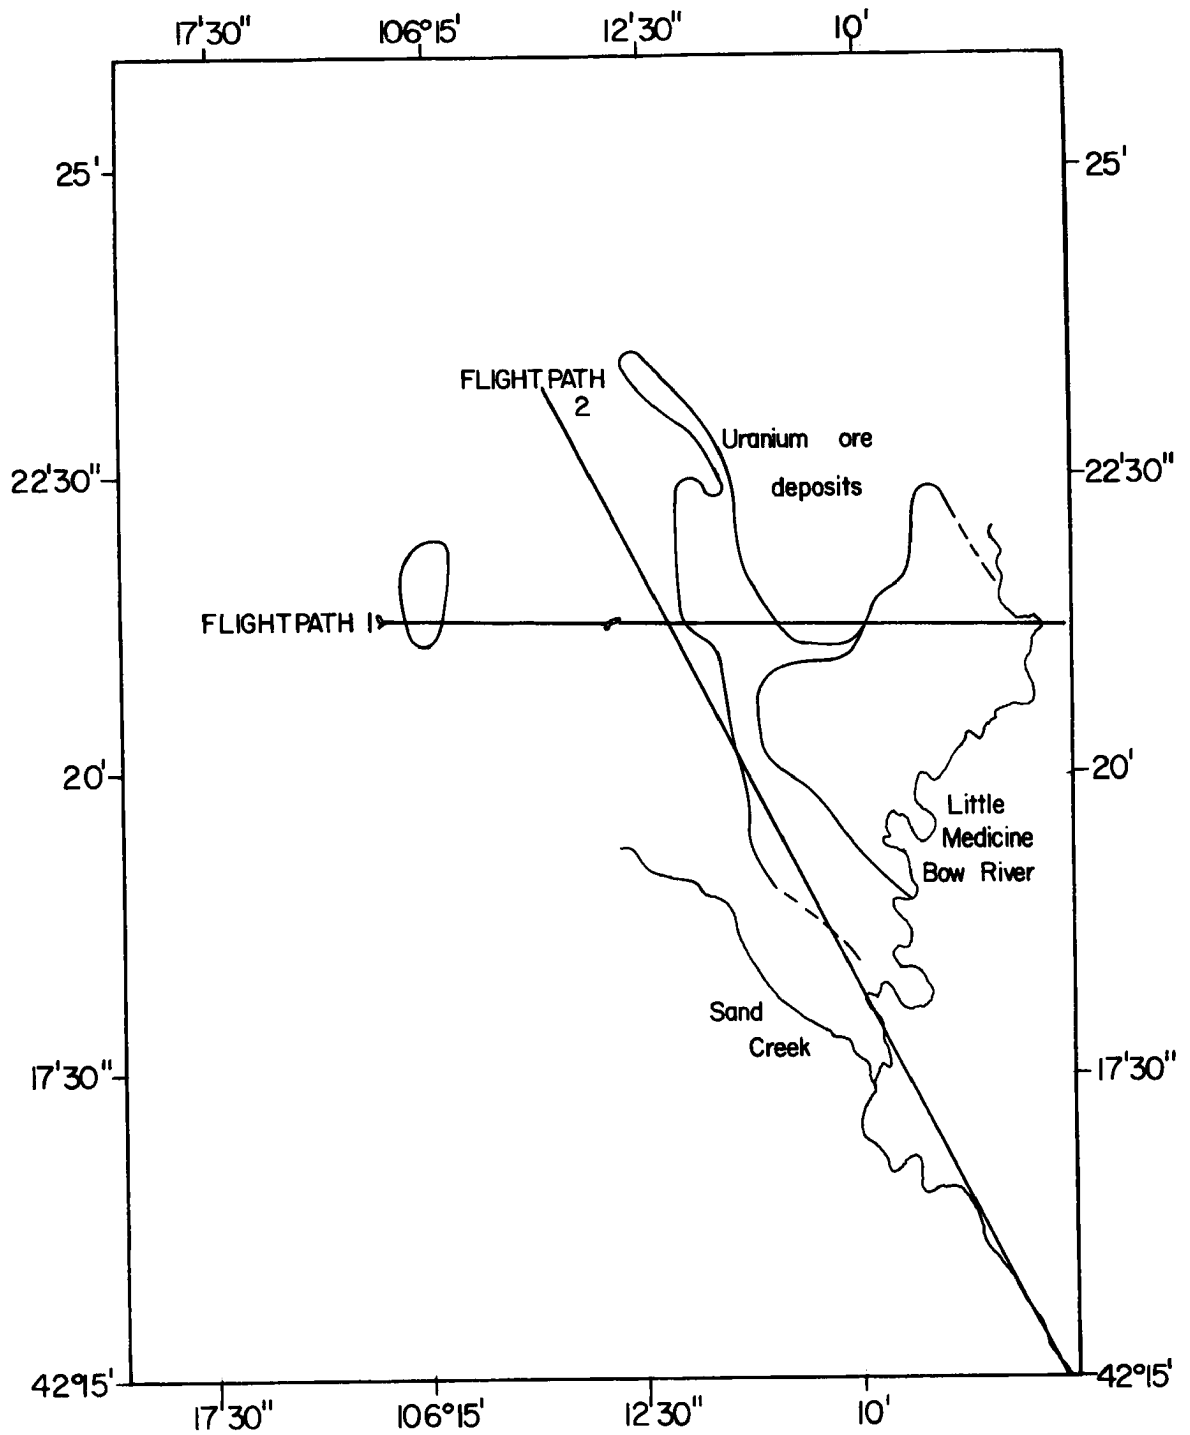 17'30" 106°15' 12'30" 10'
25' 25'
FLIGHT PATH
2
Uranium ore
deposits
22'30" 22'30"
FLIGHT PATH 1
20' 20'
Little
Medicine
Bow River
Sand
Creek
17'30" 17'30"
42°15' 42°15'
17'30" 106°15' 12'30" 10'